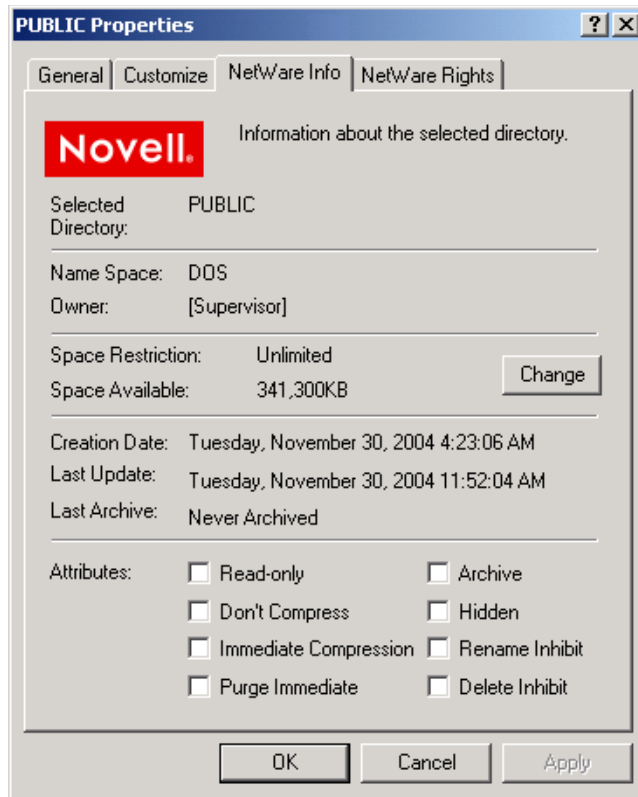 PUBLIC Properties
General Customize NetWare Info NetWare Rights
Novell®
Information about the selected directory.
Selected Directory: PUBLIC
Name Space: DOS
Owner: [Supervisor]
Space Restriction: Unlimited
Space Available: 341,300KB
Change
Creation Date: Tuesday, November 30, 2004 4:23:06 AM
Last Update: Tuesday, November 30, 2004 11:52:04 AM
Last Archive: Never Archived
Attributes: Read-only Archive
Don't Compress Hidden
Immediate Compression Rename Inhibit
Purge Immediate Delete Inhibit
OK Cancel Apply